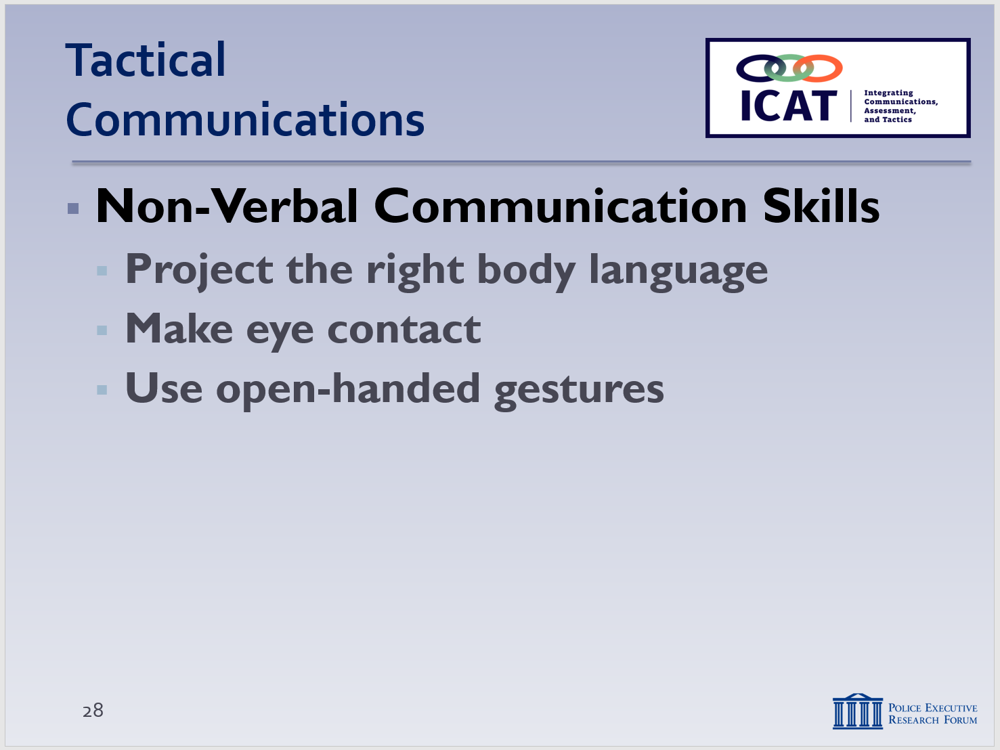 Tactical
Communications
ICAT
Integrating
Communications,
Assessment,
and Tactics
Non-Verbal Communication Skills
Project the right body language
Make eye contact
Use open-handed gestures
28
POLICE EXECUTIVE
RESEARCH FORUM